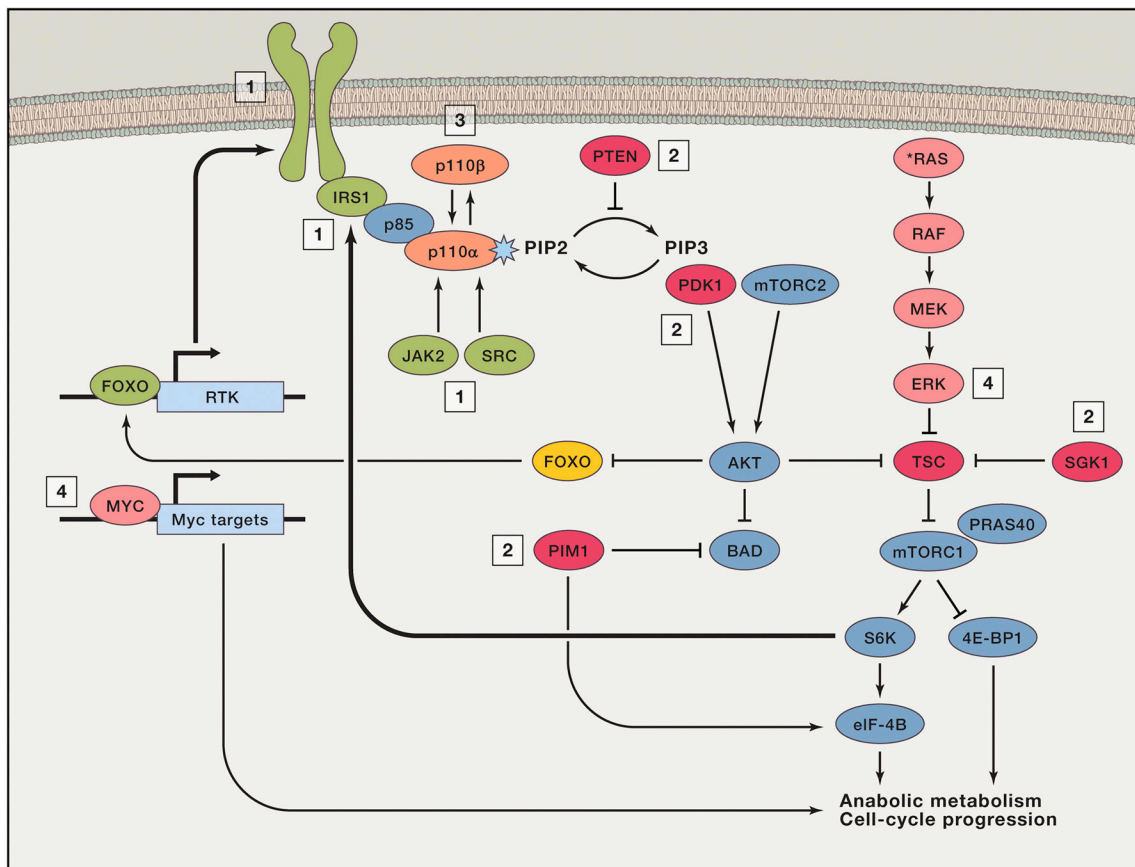 1
3
p110β
PTEN
2
*RAS
IRS1
p85
1
p110α
PIP2
PIP3
RAF
PDK1
mTORC2
2
MEK
JAK2
SRC
1
ERK
4
FOXO
RTK
2
FOXO
AKT
TSC
SGK1
4
MYC
Myc targets
PRAS40
2
PIM1
BAD
mTORC1
S6K
4E-BP1
eIF-4B
Anabolic metabolism
Cell-cycle progression